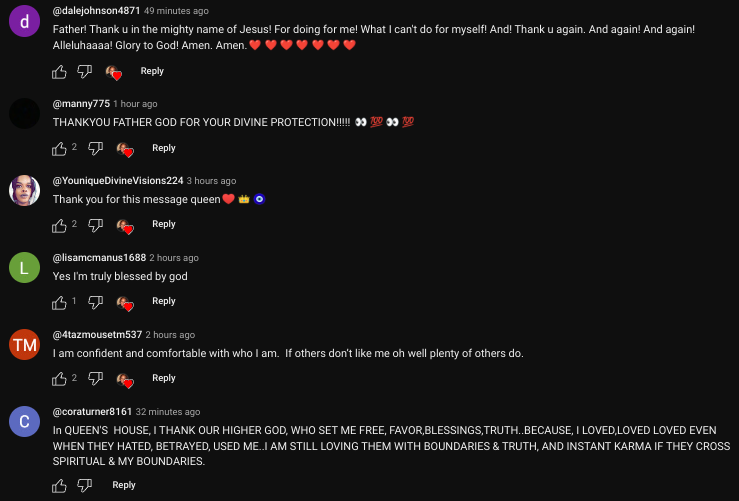 d
@dalejohnson4871 49 minutes ago
Father! Thank u in the mighty name of Jesus! For doing for me! What I can't do for myself! And! Thank u again. And again! And again!
Alleluhaaaa! Glory to God! Amen. Amen.❤️ ❤️ ❤️ ❤️ ❤️ ❤️ ❤️
Reply
@manny775 1 hour ago
THANKYOU FATHER GOD FOR YOUR DIVINE PROTECTION!!!!! 👀 💯 👀 💯
2 Reply
@YouniqueDivineVisions224 3 hours ago
Thank you for this message queen❤️ 👑 🧿
2 Reply
L
@lisamcmanus1688 2 hours ago
Yes I'm truly blessed by god
1 Reply
TM
@4tazmousetm537 2 hours ago
I am confident and comfortable with who I am.  If others don't like me oh well plenty of others do.
2 Reply
C
@coraturner8161 32 minutes ago
In QUEEN'S  HOUSE, I THANK OUR HIGHER GOD, WHO SET ME FREE, FAVOR,BLESSINGS,TRUTH..BECAUSE, I LOVED,LOVED LOVED EVEN
WHEN THEY HATED, BETRAYED, USED ME..I AM STILL LOVING THEM WITH BOUNDARIES & TRUTH, AND INSTANT KARMA IF THEY CROSS
SPIRITUAL & MY BOUNDARIES.
Reply